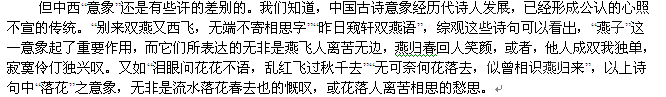 但中西“意象”还是有些许的差别的。我们知道，中国古诗意象经历代诗人发展，已经形成公认的心照
不宣的传统。“别来双燕又西飞，无端不寄相思字”“昨日窥轩双燕语”，综观这些诗句可以看出，“燕子”这
一意象起了重要作用，而它们所表达的无非是燕飞人离苦无边，燕归春回人笑颜，或者，他人成双我独单，
寂寞伶仃独兴叹。又如“泪眼问花花不语，乱红飞过秋千去”“无可奈何花落去，似曾相识燕归来”，以上诗
句中“落花”之意象，无非是流水落花春去也的慨叹，或花落人离苦相思的愁思。